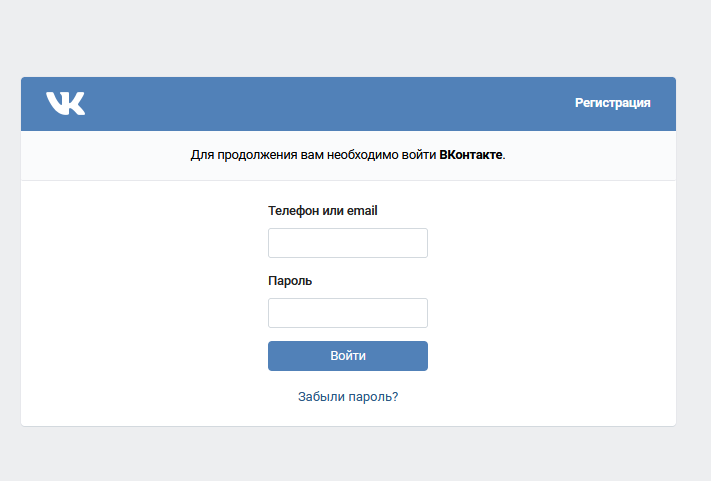 Регистрация
Для продолжения вам необходимо войти ВКонтакте.
Телефон или email
Пароль
Войти
Забыли пароль?